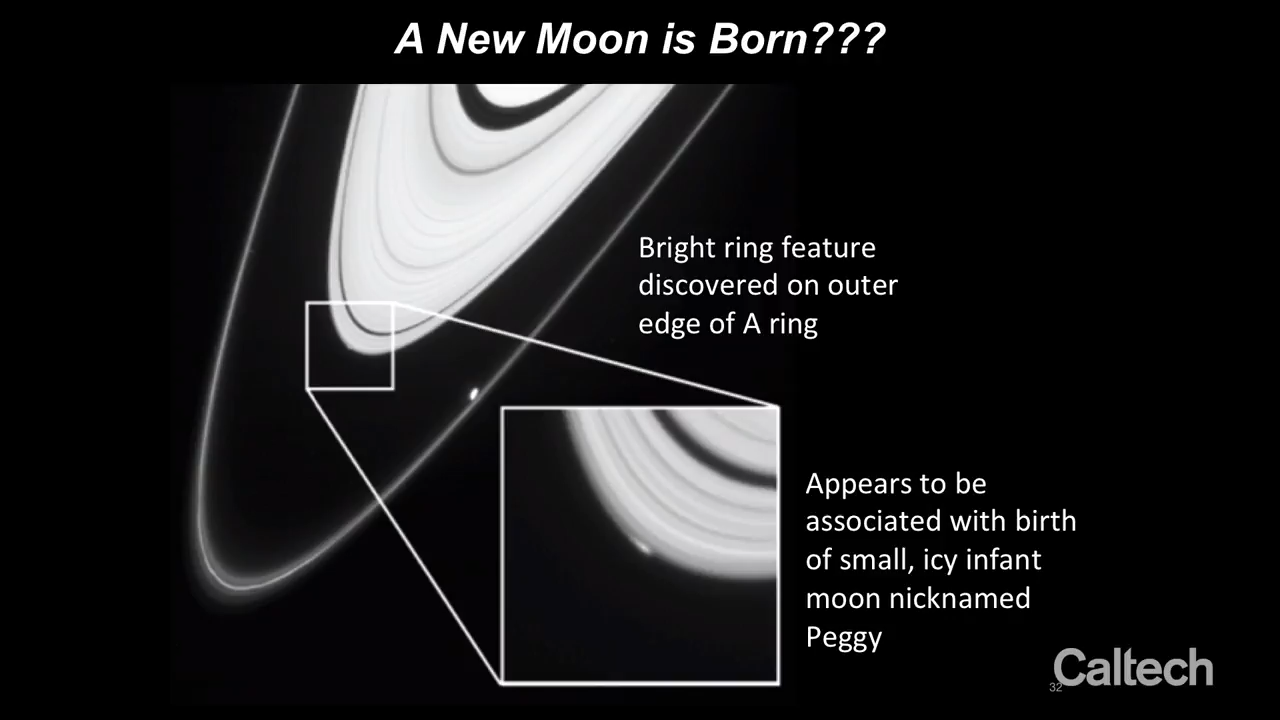 A New Moon is Born???
Bright ring feature
discovered on outer
edge of A ring
Appears to be
associated with birth
of small, icy infant
moon nicknamed
Peggy
Caltech
32